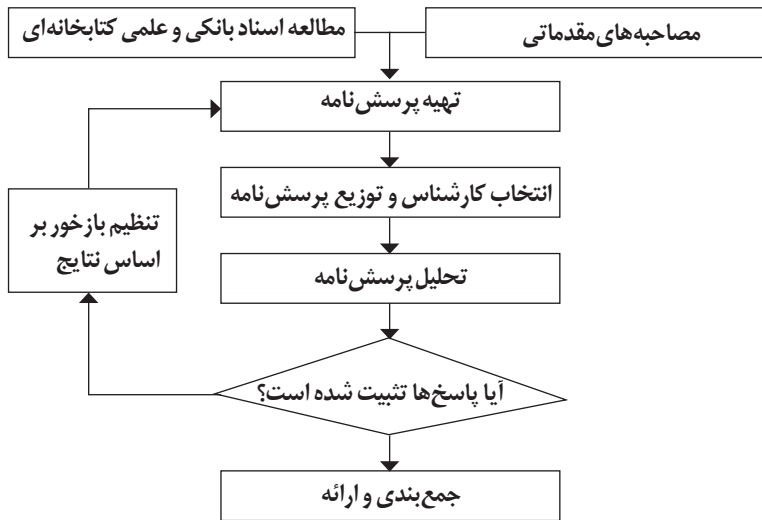 مصاحبه‌های مقدماتی
مطالعه اسناد بانکی و علمی کتابخانه‌ای
تهیه پرسش‌نامه
انتخاب کارشناس و توزیع پرسش‌نامه
تنظیم بازخور بر
اساس نتایج
تحلیل پرسش‌نامه
آیا پاسخ‌ها تثبیت شده است؟
جمع‌بندی و ارائه